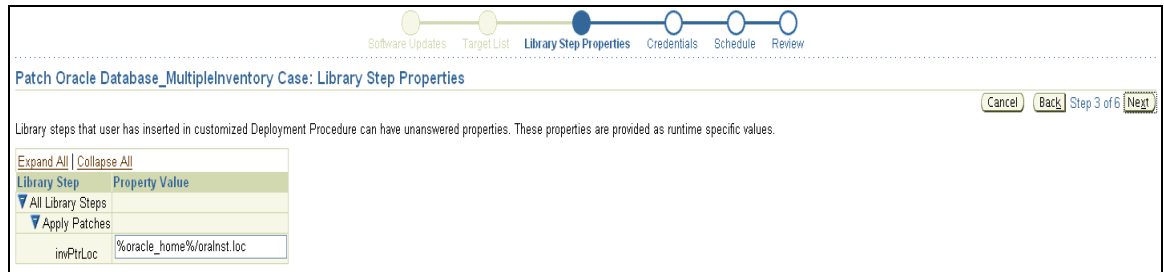 Software Updates Target List Library Step Properties Credentials Schedule Review
Patch Oracle Database_MultipleInventory Case: Library Step Properties
Cancel Back Step 3 of 6 Next
Library steps that user has inserted in customized Deployment Procedure can have unanswered properties. These properties are provided as runtime specific values.
Expand All | Collapse All
Library Step Property Value
All Library Steps
Apply Patches
invPtrLoc %oracle_home%/oraInst.loc